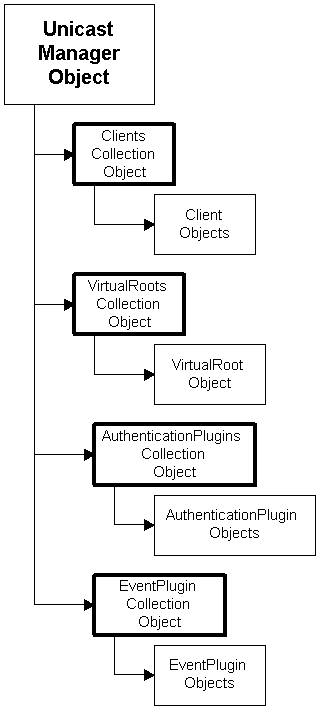 Unicast
Manager
Object
Clients
Collection
Object
Client
Objects
VirtualRoots
Collection
Object
VirtualRoot
Object
AuthenticationPlugins
Collection
Object
AuthenticationPlugin
Objects
EventPlugin
Collection
Object
EventPlugin
Objects